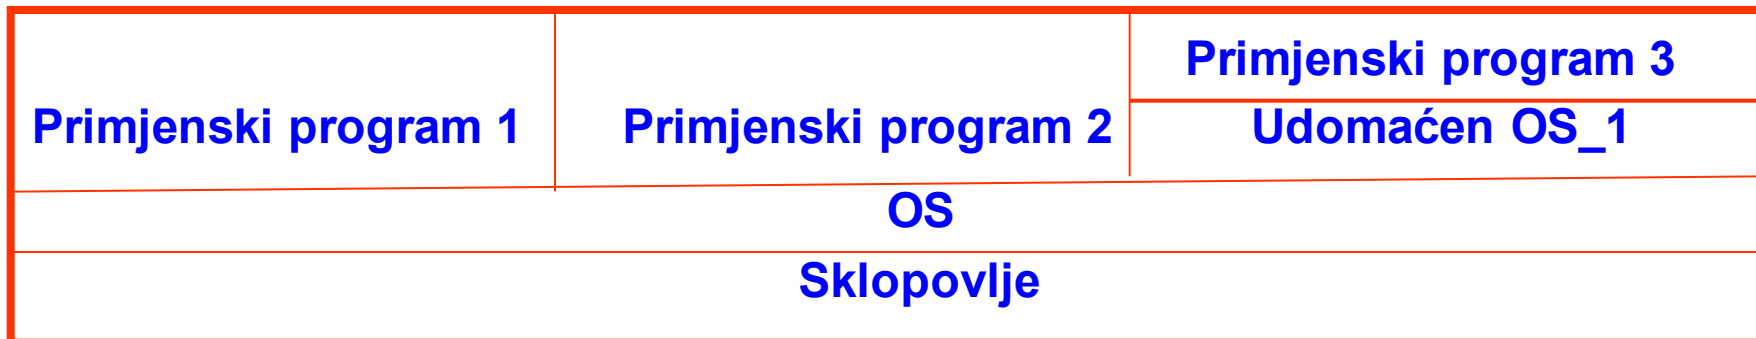 Primjenski program 1
Primjenski program 2
Primjenski program 3
Udomaćen OS_1
OS
Sklopovlje